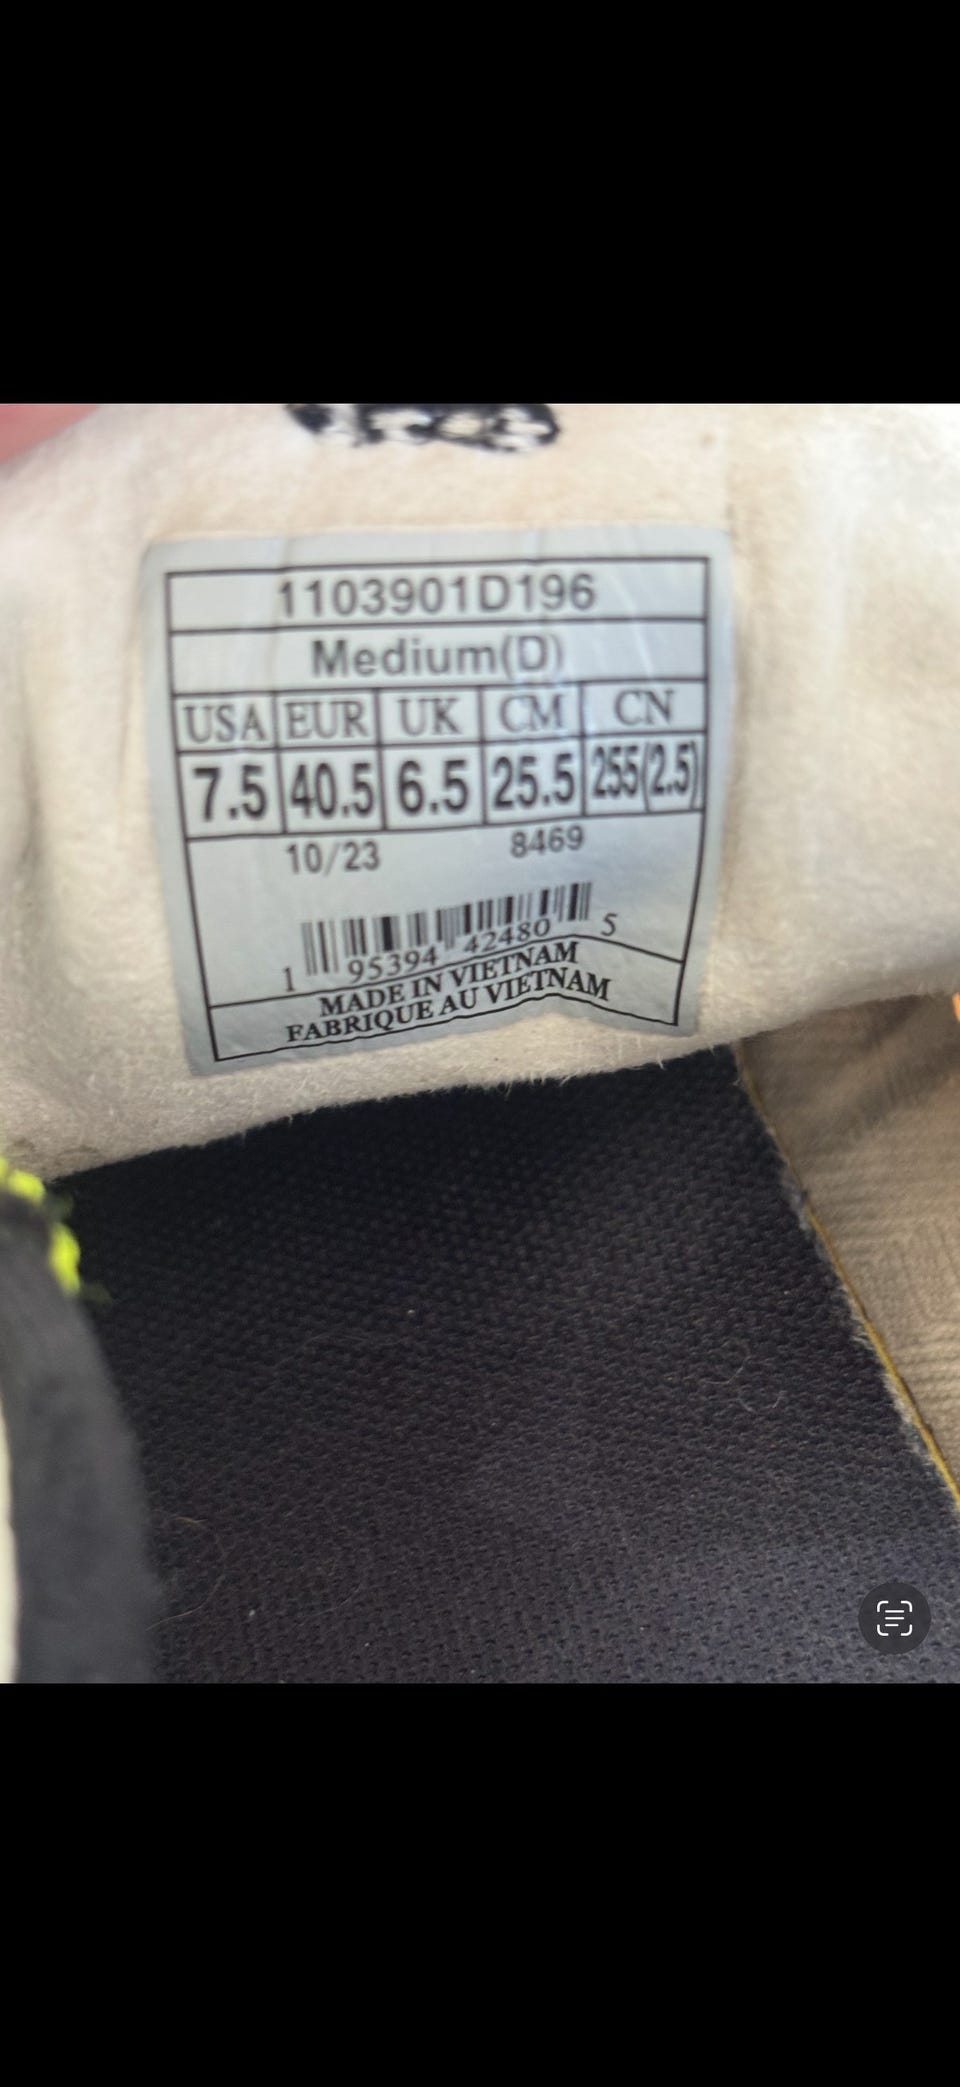 1103901D196
Medium(D)
USA EUR UK CM CN
7.5 40.5 6.5 25.5 255(2.5)
10/23 8469
1 95394 42480 5
MADE IN VIETNAM
FABRIQUE AU VIETNAM